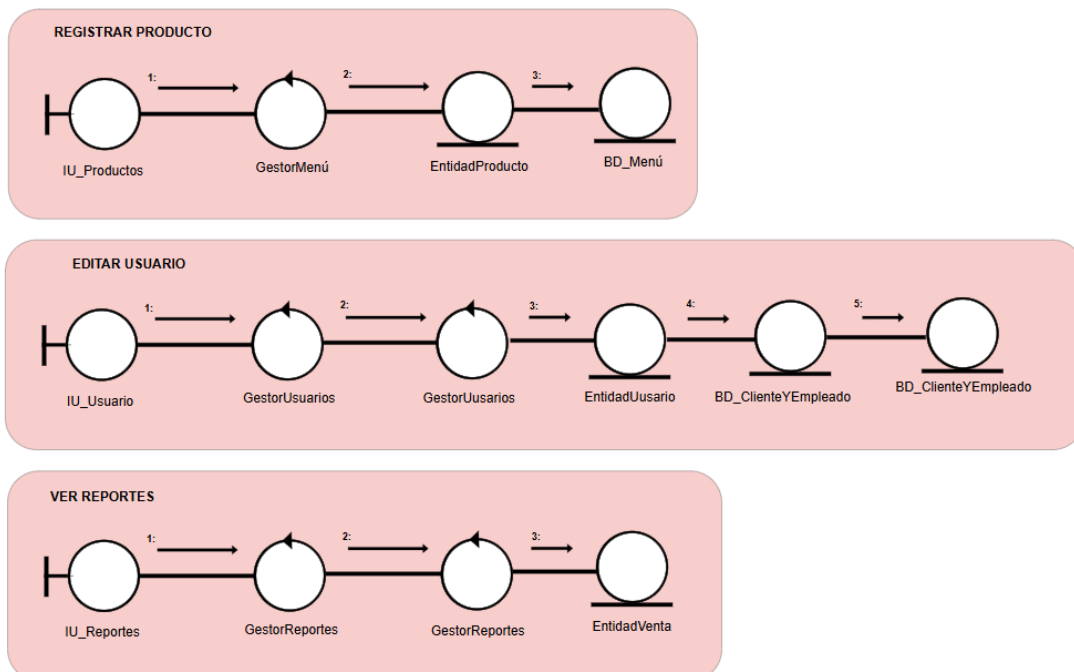 REGISTRAR PRODUCTO
1:
2:
3:
IU_Productos
GestorMenú
EntidadProducto
BD_Menú
EDITAR USUARIO
1:
2:
3:
4:
5:
IU_Usuario
GestorUsuarios
GestorUusarios
EntidadUusario
BD_ClienteYEmpleado
BD_ClienteYEmpleado
VER REPORTES
1:
2:
3:
IU_Reportes
GestorReportes
GestorReportes
EntidadVenta